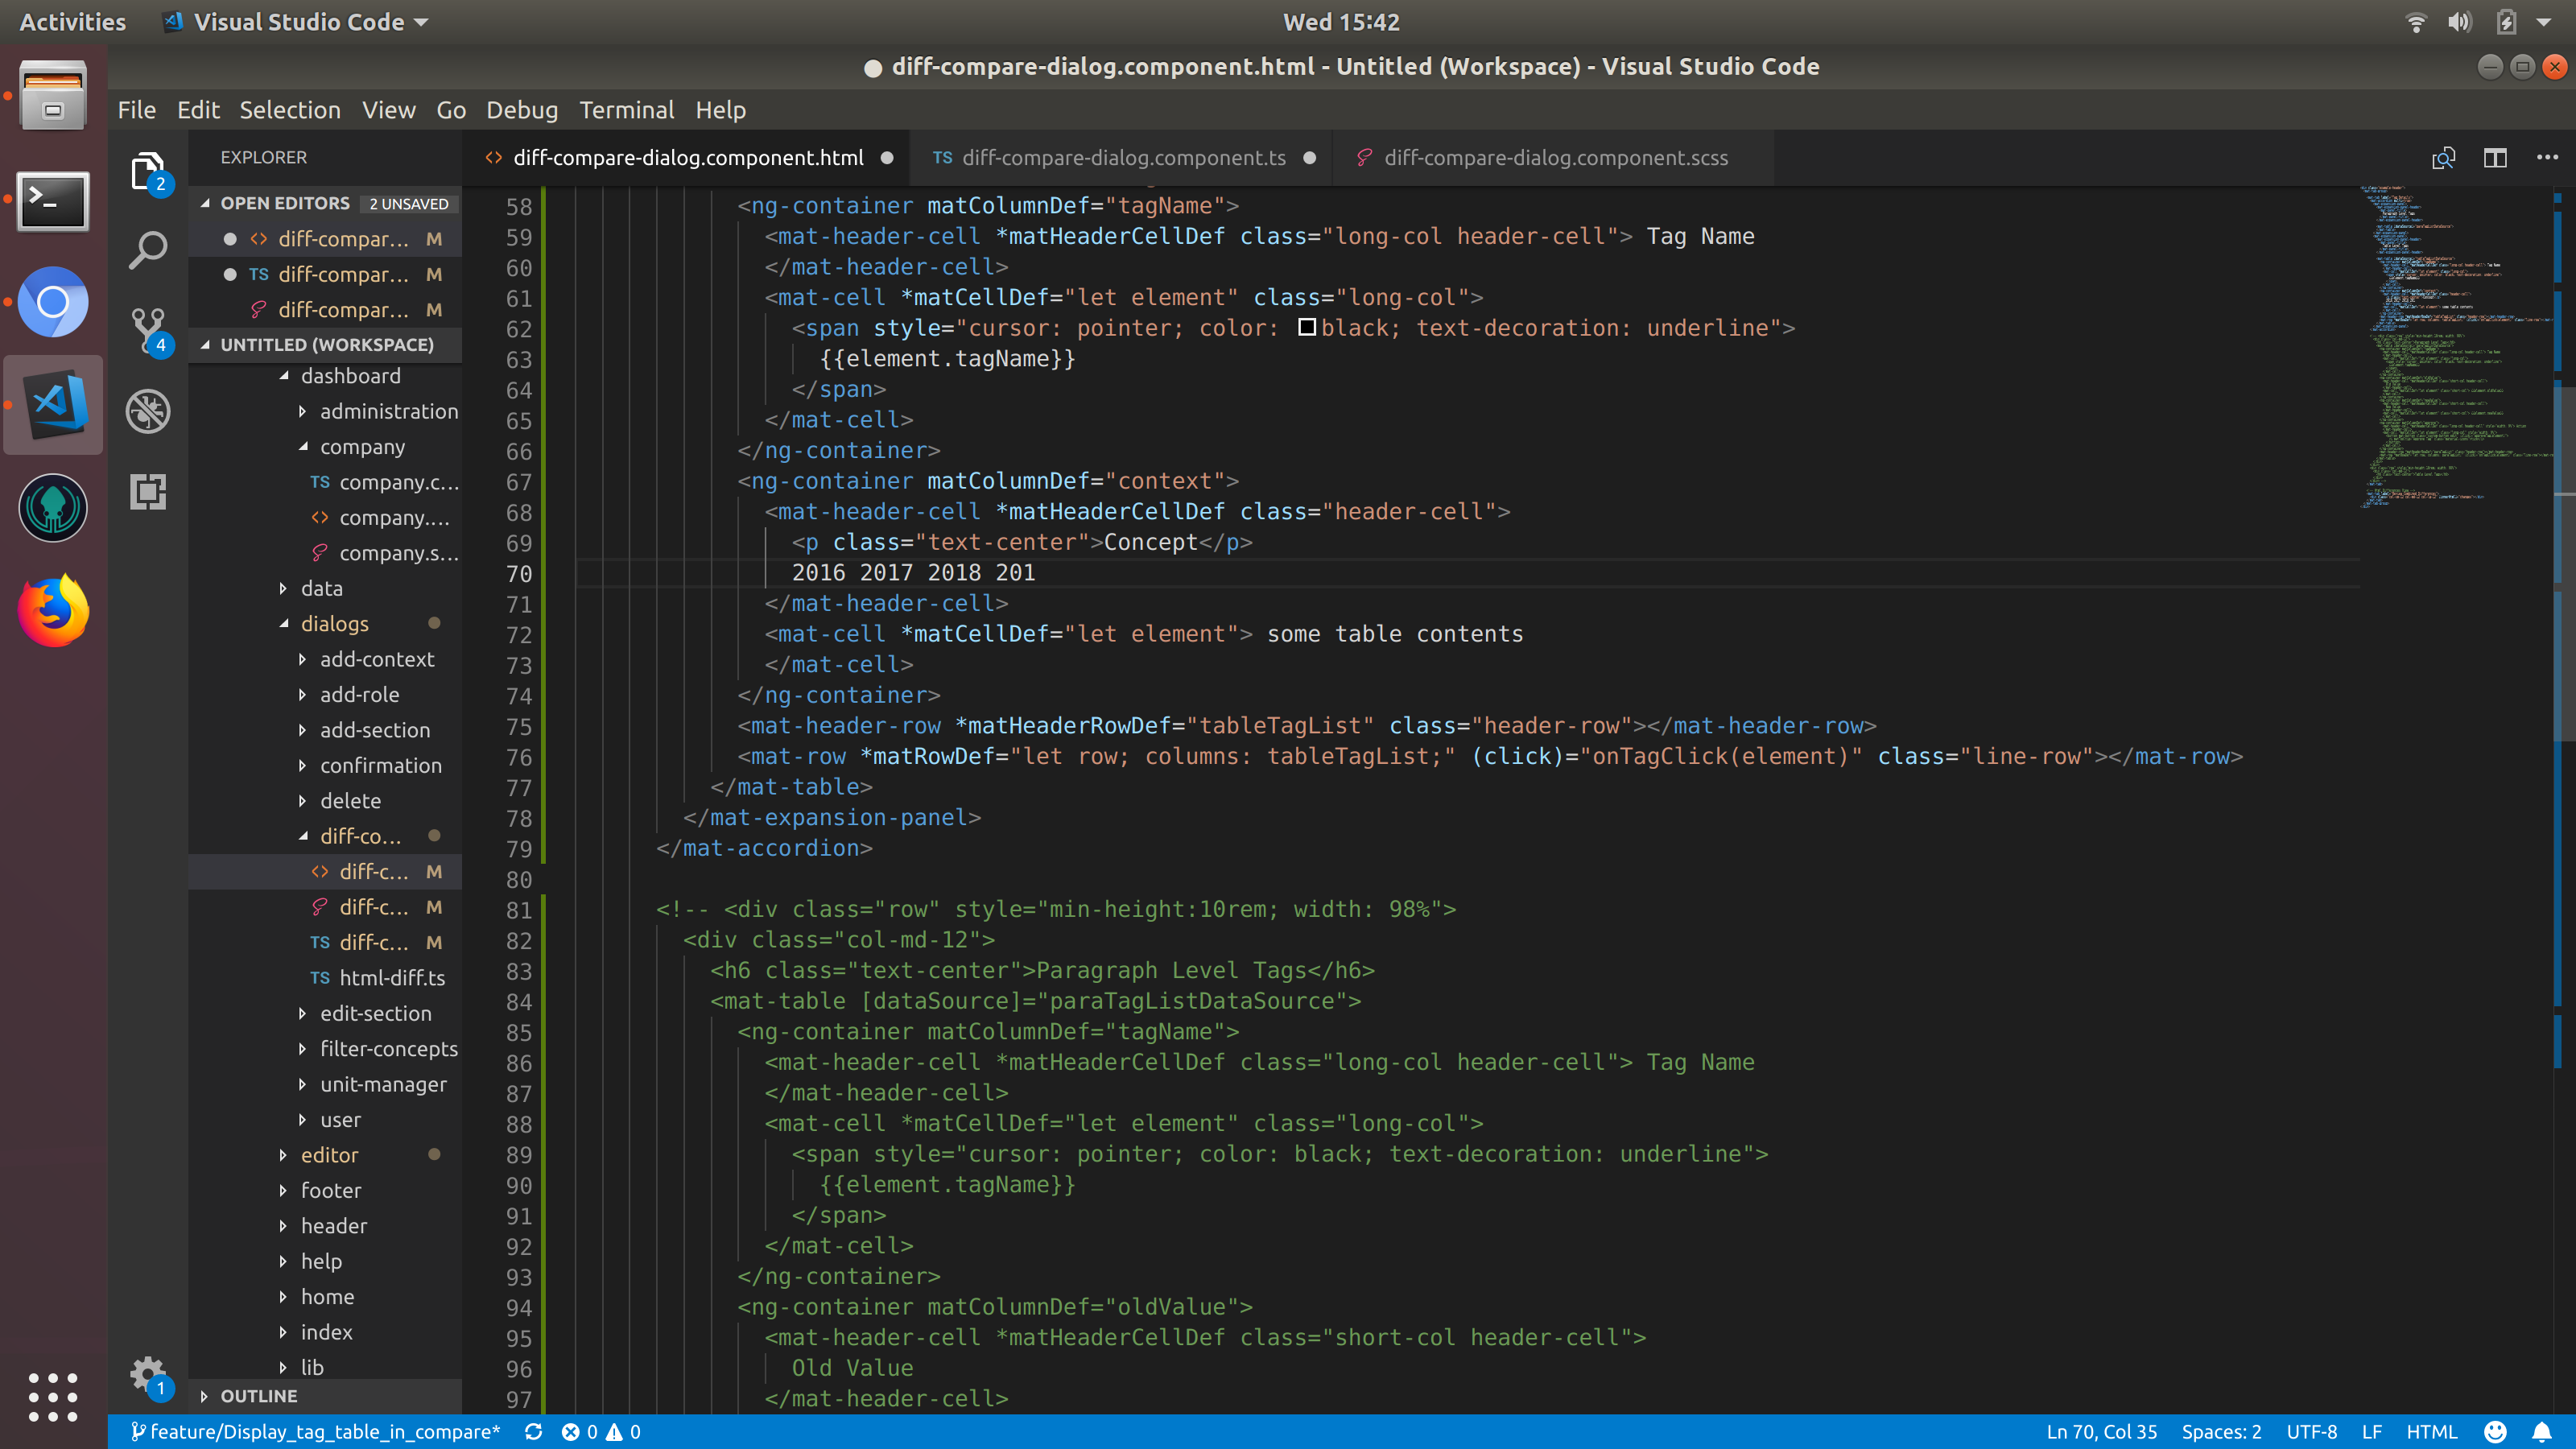 Activities
Visual Studio Code
Wed 15:42
diff-compare-dialog.component.html - Untitled (Workspace) - Visual Studio Code
File Edit Selection View Go Debug Terminal Help
EXPLORER
OPEN EDITORS 2 UNSAVED
diff-compar... M
TS diff-compar... M
diff-compar... M
UNTITLED (WORKSPACE)
dashboard
administration
company
TS company.c...
company....
company.s...
data
dialogs
add-context
add-role
add-section
confirmation
delete
diff-co...
diff-c... M
diff-c... M
TS diff-c... M
TS html-diff.ts
edit-section
filter-concepts
unit-manager
user
editor
footer
header
help
home
index
lib
OUTLINE
2
4
1
diff-compare-dialog.component.html
TS diff-compare-dialog.component.ts
diff-compare-dialog.component.scss
58 <ng-container matColumnDef="tagName">
59 <mat-header-cell *matHeaderCellDef class="long-col header-cell"> Tag Name
60 </mat-header-cell>
61 <mat-cell *matCellDef="let element" class="long-col">
62 <span style="cursor: pointer; color: black; text-decoration: underline">
63 {{element.tagName}}
64 </span>
65 </mat-cell>
66 </ng-container>
67 <ng-container matColumnDef="context">
68 <mat-header-cell *matHeaderCellDef class="header-cell">
69 <p class="text-center">Concept</p>
70 2016 2017 2018 201
71 </mat-header-cell>
72 <mat-cell *matCellDef="let element"> some table contents
73 </mat-cell>
74 </ng-container>
75 <mat-header-row *matHeaderRowDef="tableTagList" class="header-row"></mat-header-row>
76 <mat-row *matRowDef="let row; columns: tableTagList;" (click)="onTagClick(element)" class="line-row"></mat-row>
77 </mat-table>
78 </mat-expansion-panel>
79 </mat-accordion>
80
81 <!-- <div class="row" style="min-height:10rem; width: 98%">
82 <div class="col-md-12">
83 <h6 class="text-center">Paragraph Level Tags</h6>
84 <mat-table [dataSource]="paraTagListDataSource">
85 <ng-container matColumnDef="tagName">
86 <mat-header-cell *matHeaderCellDef class="long-col header-cell"> Tag Name
87 </mat-header-cell>
88 <mat-cell *matCellDef="let element" class="long-col">
89 <span style="cursor: pointer; color: black; text-decoration: underline">
90 {{element.tagName}}
91 </span>
92 </mat-cell>
93 </ng-container>
94 <ng-container matColumnDef="oldValue">
95 <mat-header-cell *matHeaderCellDef class="short-col header-cell">
96 Old Value
97 </mat-header-cell>
feature/Display_tag_table_in_compare* 0 0
Ln 70, Col 35 Spaces: 2 UTF-8 LF HTML